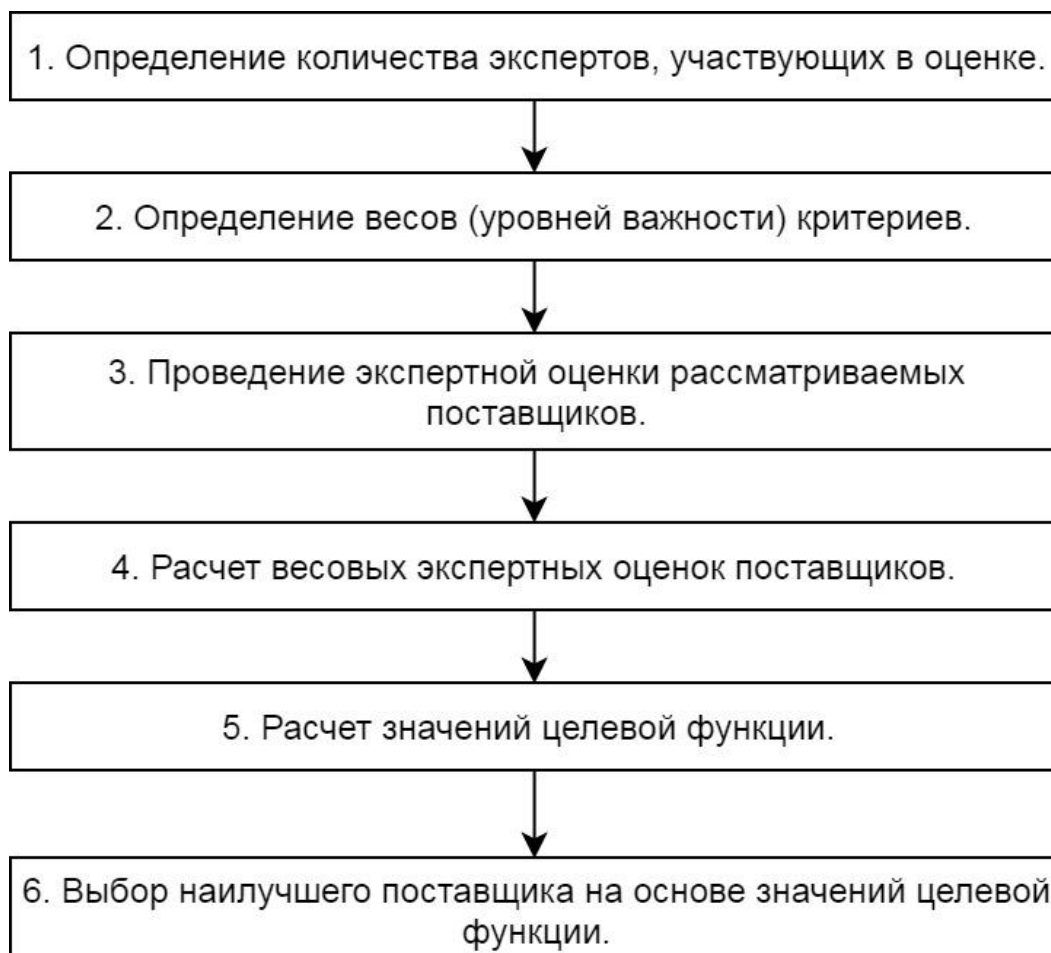 1. Определение количества экспертов, участвующих в оценке.
2. Определение весов (уровней важности) критериев.
3. Проведение экспертной оценки рассматриваемых
поставщиков.
4. Расчет весовых экспертных оценок поставщиков.
5. Расчет значений целевой функции.
6. Выбор наилучшего поставщика на основе значений целевой
функции.